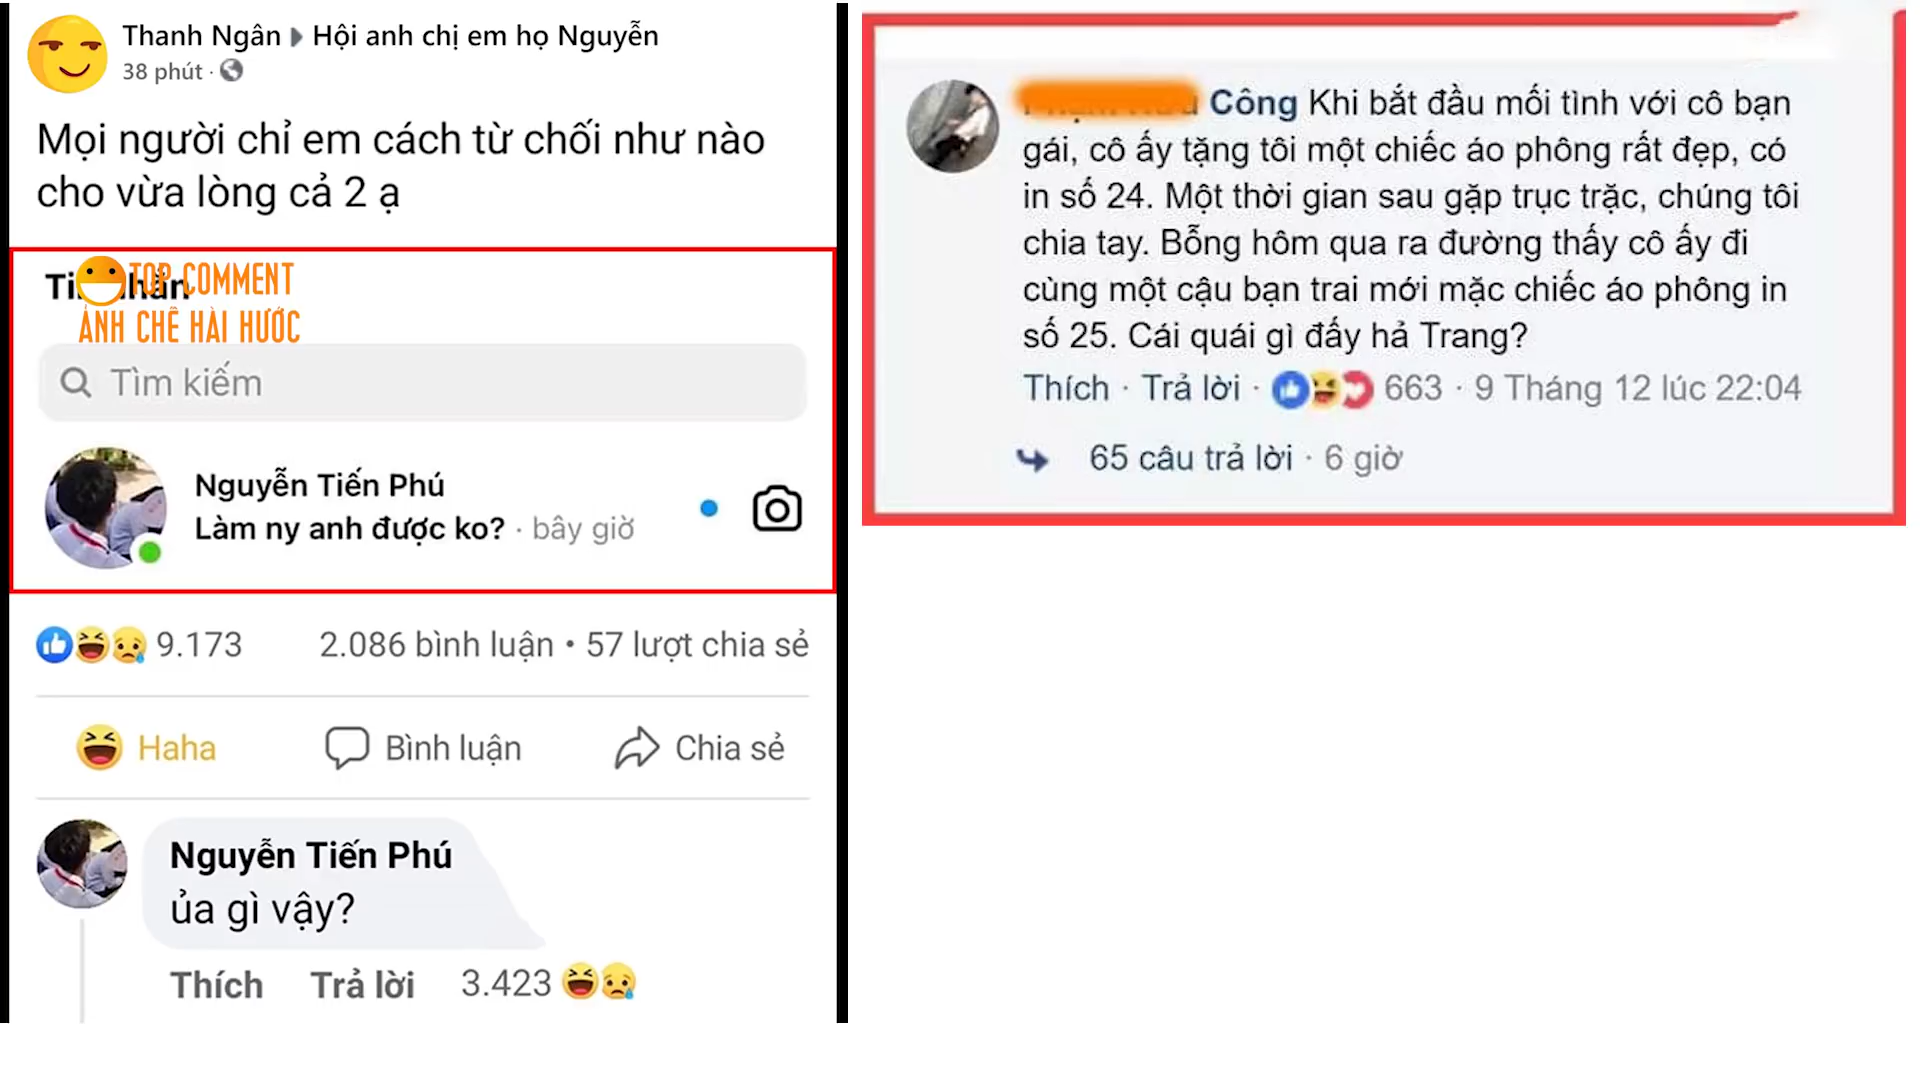 Thanh Ngân ▸ Hội anh chị em họ Nguyễn
38 phút ·
Mọi người chỉ em cách từ chối như nào
cho vừa lòng cả 2 ạ
TOP COMMENT
ẢNH CHẾ HÀI HƯỚC
Tìm kiếm
Nguyễn Tiến Phú
Làm ny anh được ko? · bây giờ
9.173 2.086 bình luận • 57 lượt chia sẻ
Haha Bình luận Chia sẻ
Nguyễn Tiến Phú
ủa gì vậy?
Thích Trả lời 3.423
Công Khi bắt đầu mối tình với cô bạn
gái, cô ấy tặng tôi một chiếc áo phông rất đẹp, có
in số 24. Một thời gian sau gặp trục trặc, chúng tôi
chia tay. Bỗng hôm qua ra đường thấy cô ấy đi
cùng một cậu bạn trai mới mặc chiếc áo phông in
số 25. Cái quái gì đấy hả Trang?
Thích · Trả lời · 663 · 9 Tháng 12 lúc 22:04
65 câu trả lời · 6 giờ